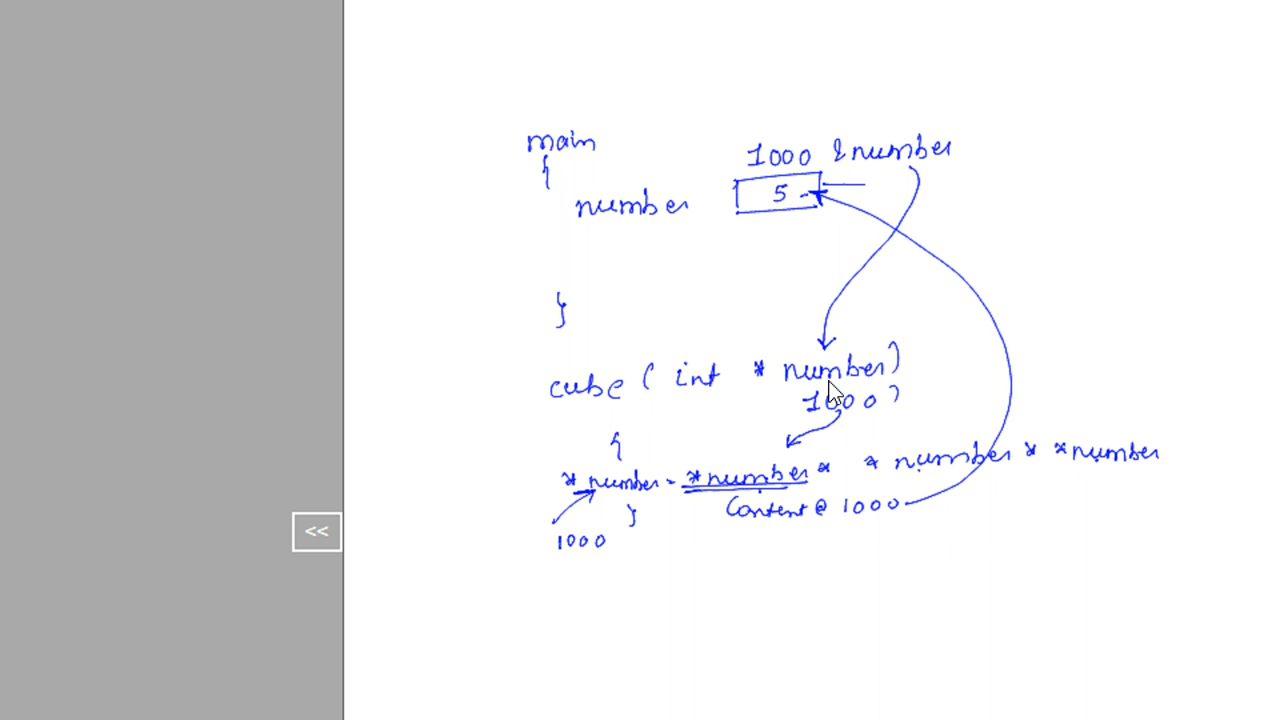 main
1000 &number
{
number 5
}
cube ( int * number)
1000 )
{
* number = *number * * number * *number
Content @ 1000
}
1000
<<